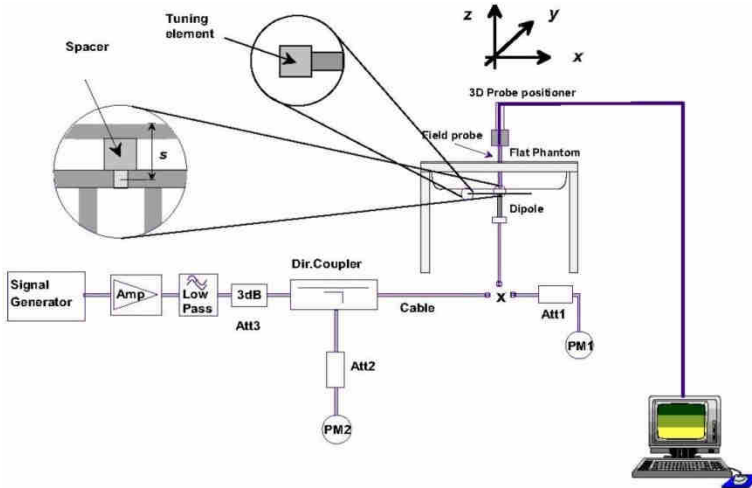 Tuning
element
Spacer
s
z
y
x
3D Probe positioner
Field probe
Flat Phantom
Dipole
Signal
Generator
Amp
Low
Pass
3dB
Att3
Dir.Coupler
Cable
x
Att1
PM1
Att2
PM2